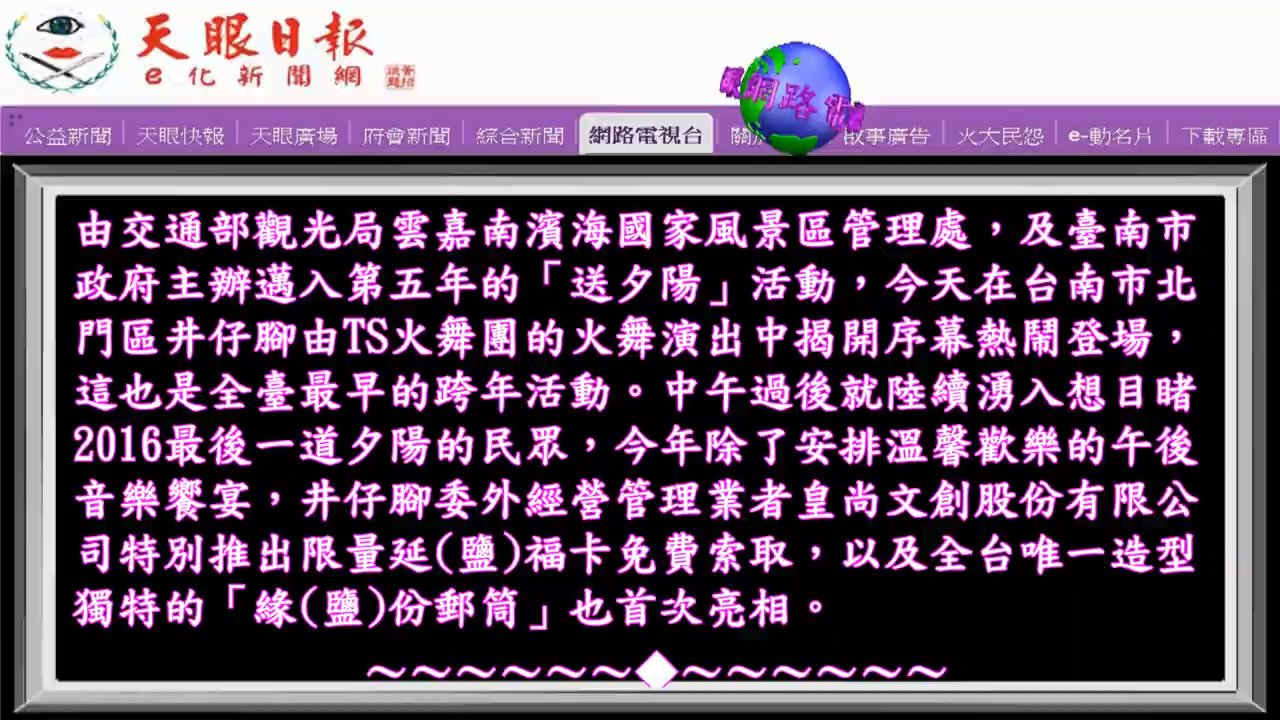 天眼日報
e化新聞網
公益新聞 天眼快報 天眼廣場 府會新聞 綜合新聞 網路電視台 關於 啟事廣告 火大民怨 e-動名片 下載專區
眼網路電視
由交通部觀光局雲嘉南濱海國家風景區管理處，及臺南市
政府主辦邁入第五年的「送夕陽」活動，今天在台南市北
門區井仔腳由TS火舞團的火舞演出中揭開序幕熱鬧登場，
這也是全臺最早的跨年活動。中午過後就陸續湧入想目睹
2016最後一道夕陽的民眾，今年除了安排溫馨歡樂的午後
音樂饗宴，井仔腳委外經營管理業者皇尚文創股份有限公
司特別推出限量延(鹽)福卡免費索取，以及全台唯一造型
獨特的「緣(鹽)份郵筒」也首次亮相。
～～～～～～◆～～～～～～